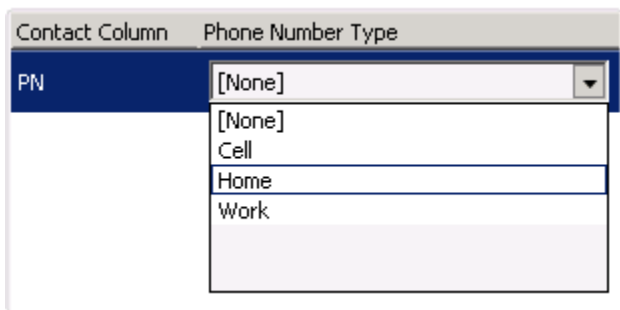 Contact Column Phone Number Type
PN [None]
[None]
Cell
Home
Work